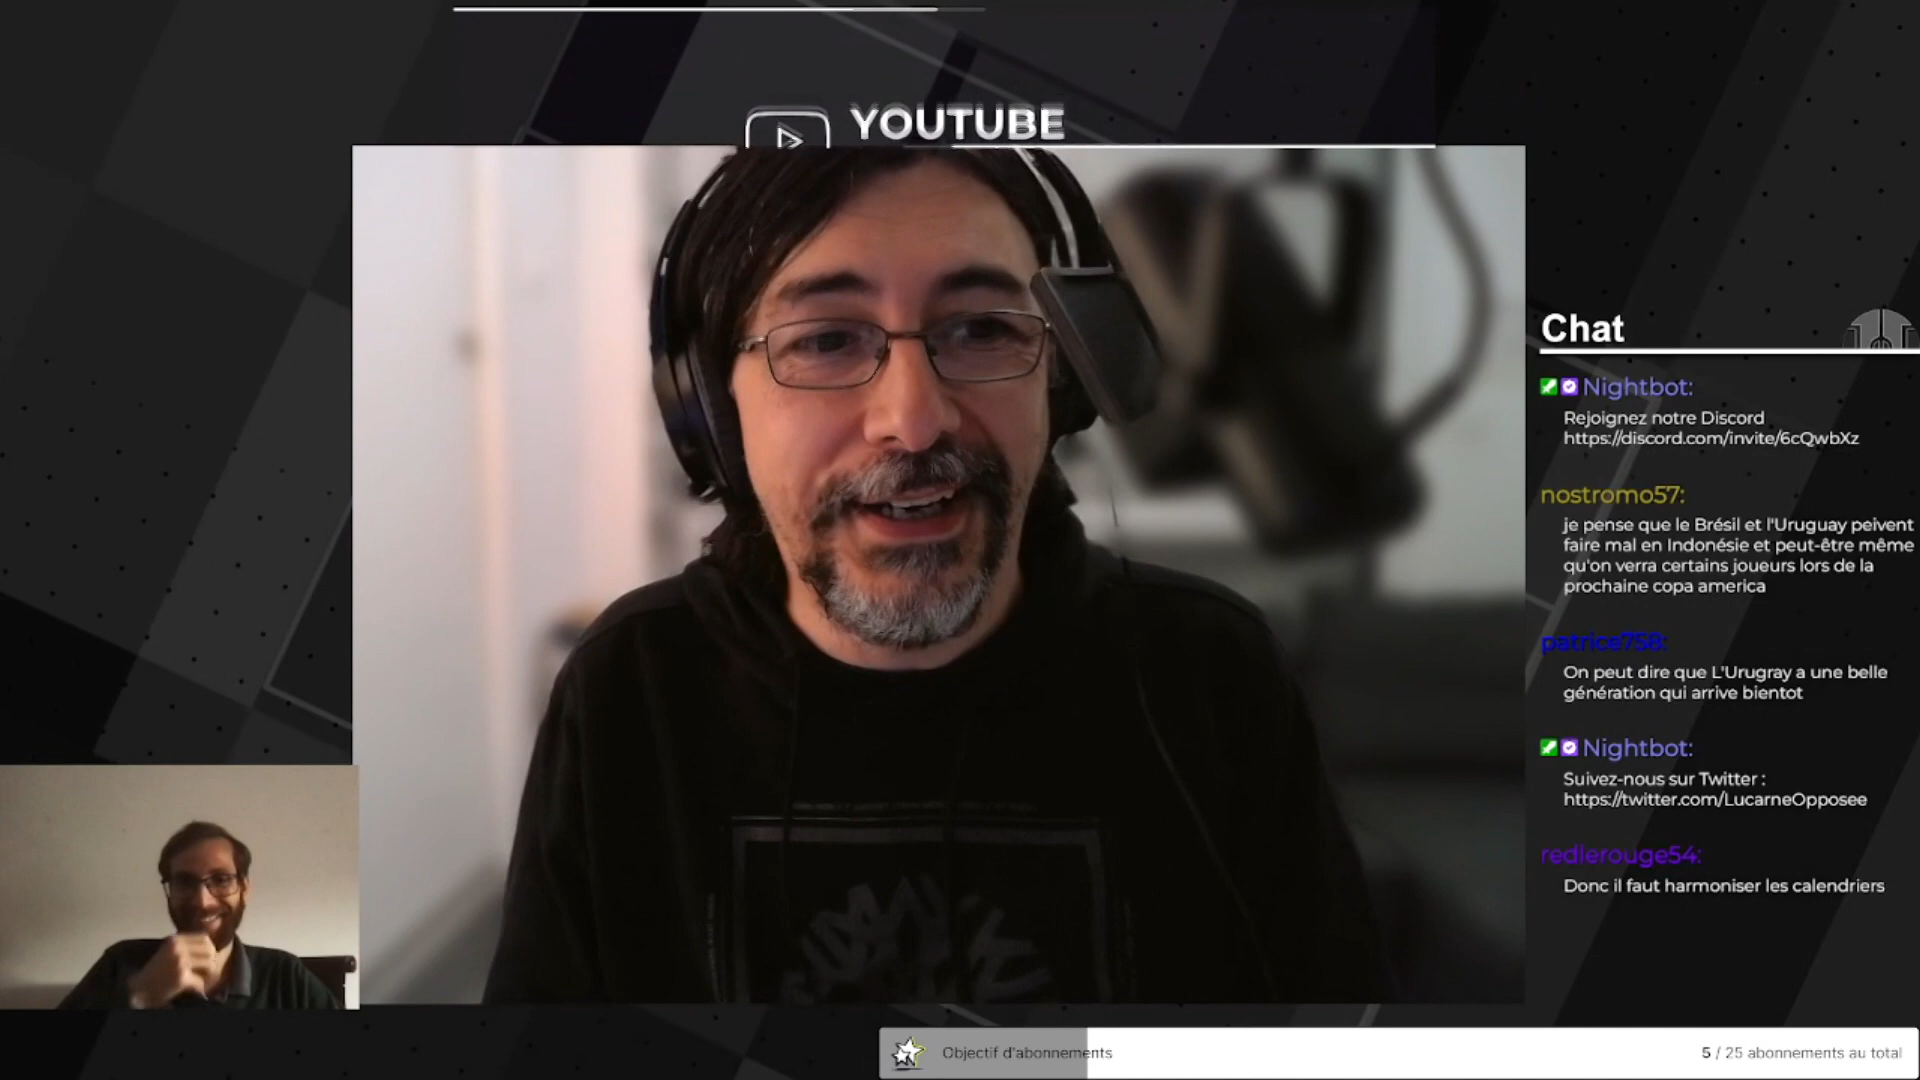 YOUTUBE
Chat
Nightbot:
Rejoignez notre Discord
https://discord.com/invite/6cQwbXz
nostromo57:
je pense que le Brésil et l'Uruguay peivent
faire mal en Indonésie et peut-être même
qu'on verra certains joueurs lors de la
prochaine copa america
patrice758:
On peut dire que L'Urugray a une belle
génération qui arrive bientot
Nightbot:
Suivez-nous sur Twitter :
https://twitter.com/LucarneOpposee
redlerouge54:
Donc il faut harmoniser les calendriers
Objectif d'abonnements
5 / 25 abonnements au total